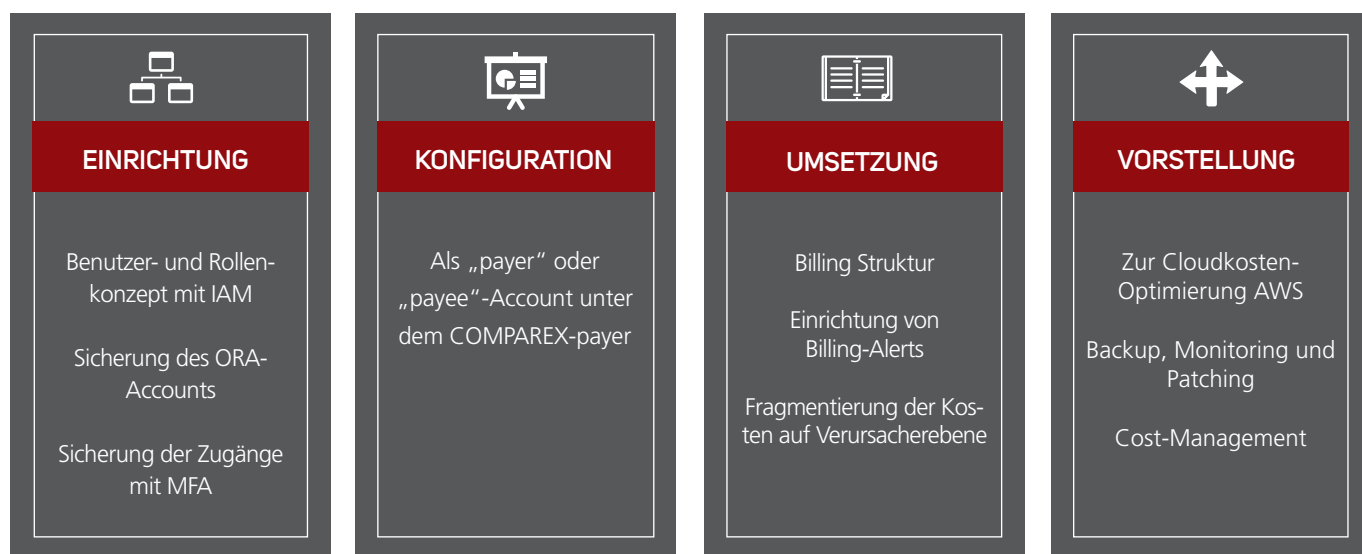 EINRICHTUNG
Benutzer- und Rollen-
konzept mit IAM
Sicherung des ORA-
Accounts
Sicherung der Zugänge
mit MFA
KONFIGURATION
Als „payer“ oder
„payee“-Account unter
dem COMPAREX-payer
UMSETZUNG
Billing Struktur
Einrichtung von
Billing-Alerts
Fragmentierung der Kos-
ten auf Verursacherebene
VORSTELLUNG
Zur Cloudkosten-
Optimierung AWS
Backup, Monitoring und
Patching
Cost-Management